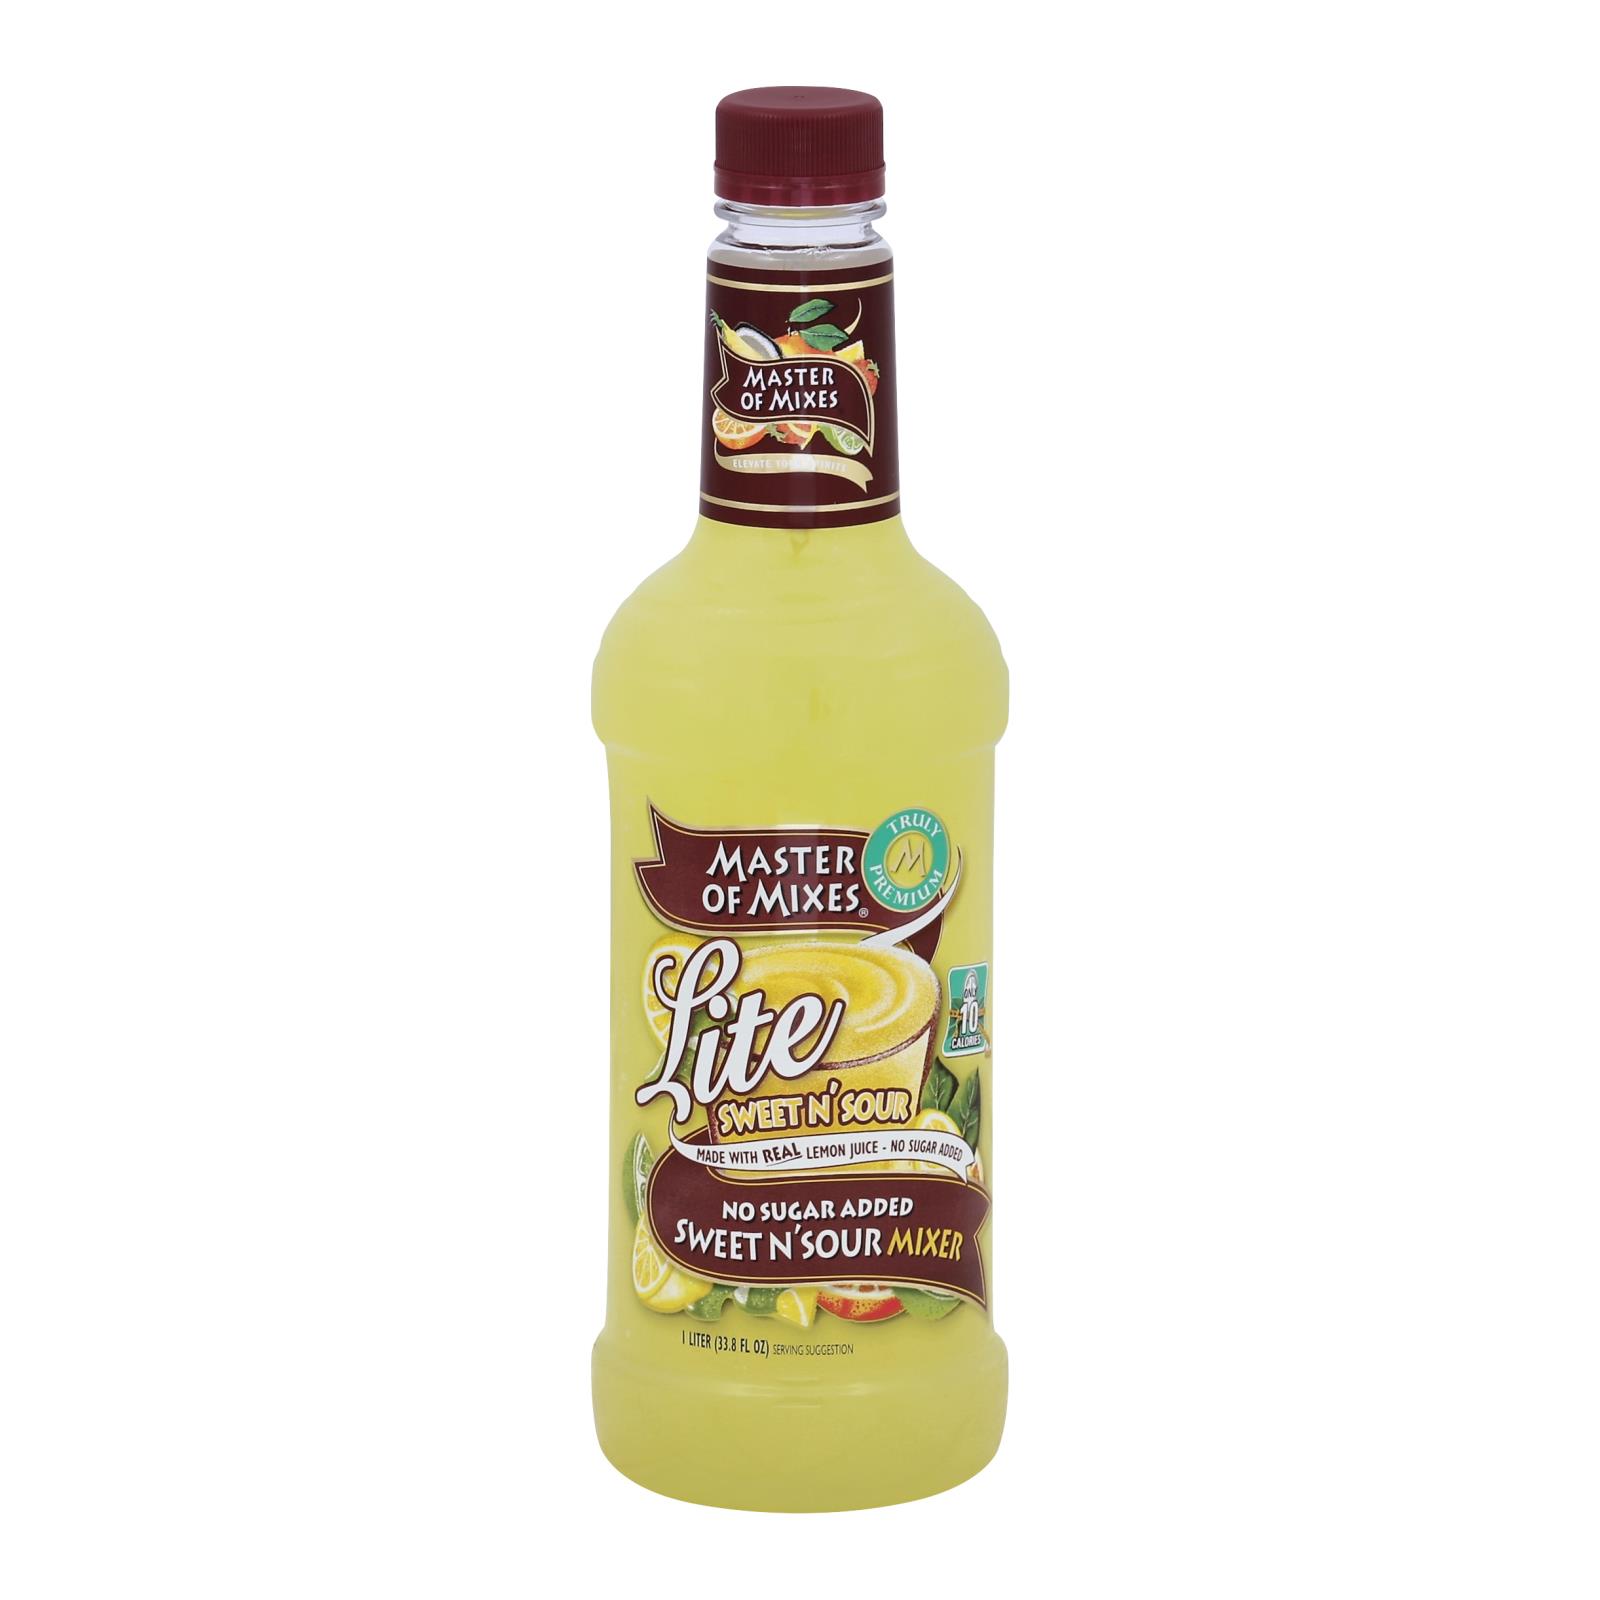 MASTER
OF MIXES
ELEVATE YOUR SPIRITS
MASTER
OF MIXES®
TRULY
M
PREMIUM
Lite
ONLY
10
CALORIES
SWEET N' SOUR
MADE WITH REAL LEMON JUICE - NO SUGAR ADDED
NO SUGAR ADDED
SWEET N' SOUR MIXER
1 LITER (33.8 FL OZ) SERVING SUGGESTION